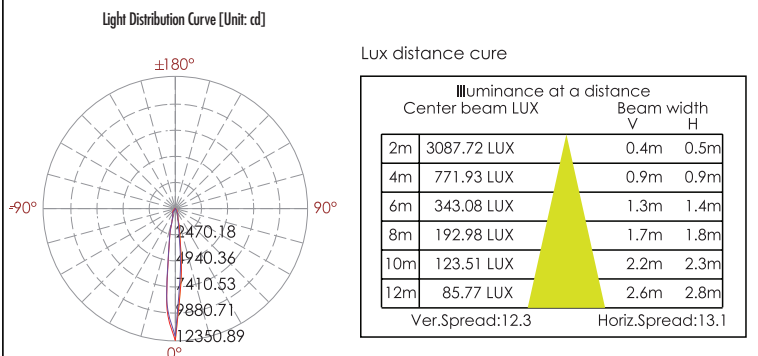 Light Distribution Curve [Unit: cd]
±180°
-90°
90°
2470.18
4940.36
7410.53
9880.71
12350.89
0°
Lux distance cure
Illuminance at a distance
Center beam LUX Beam width
V H
2m 3087.72 LUX 0.4m 0.5m
4m 771.93 LUX 0.9m 0.9m
6m 343.08 LUX 1.3m 1.4m
8m 192.98 LUX 1.7m 1.8m
10m 123.51 LUX 2.2m 2.3m
12m 85.77 LUX 2.6m 2.8m
Ver.Spread:12.3 Horiz.Spread:13.1